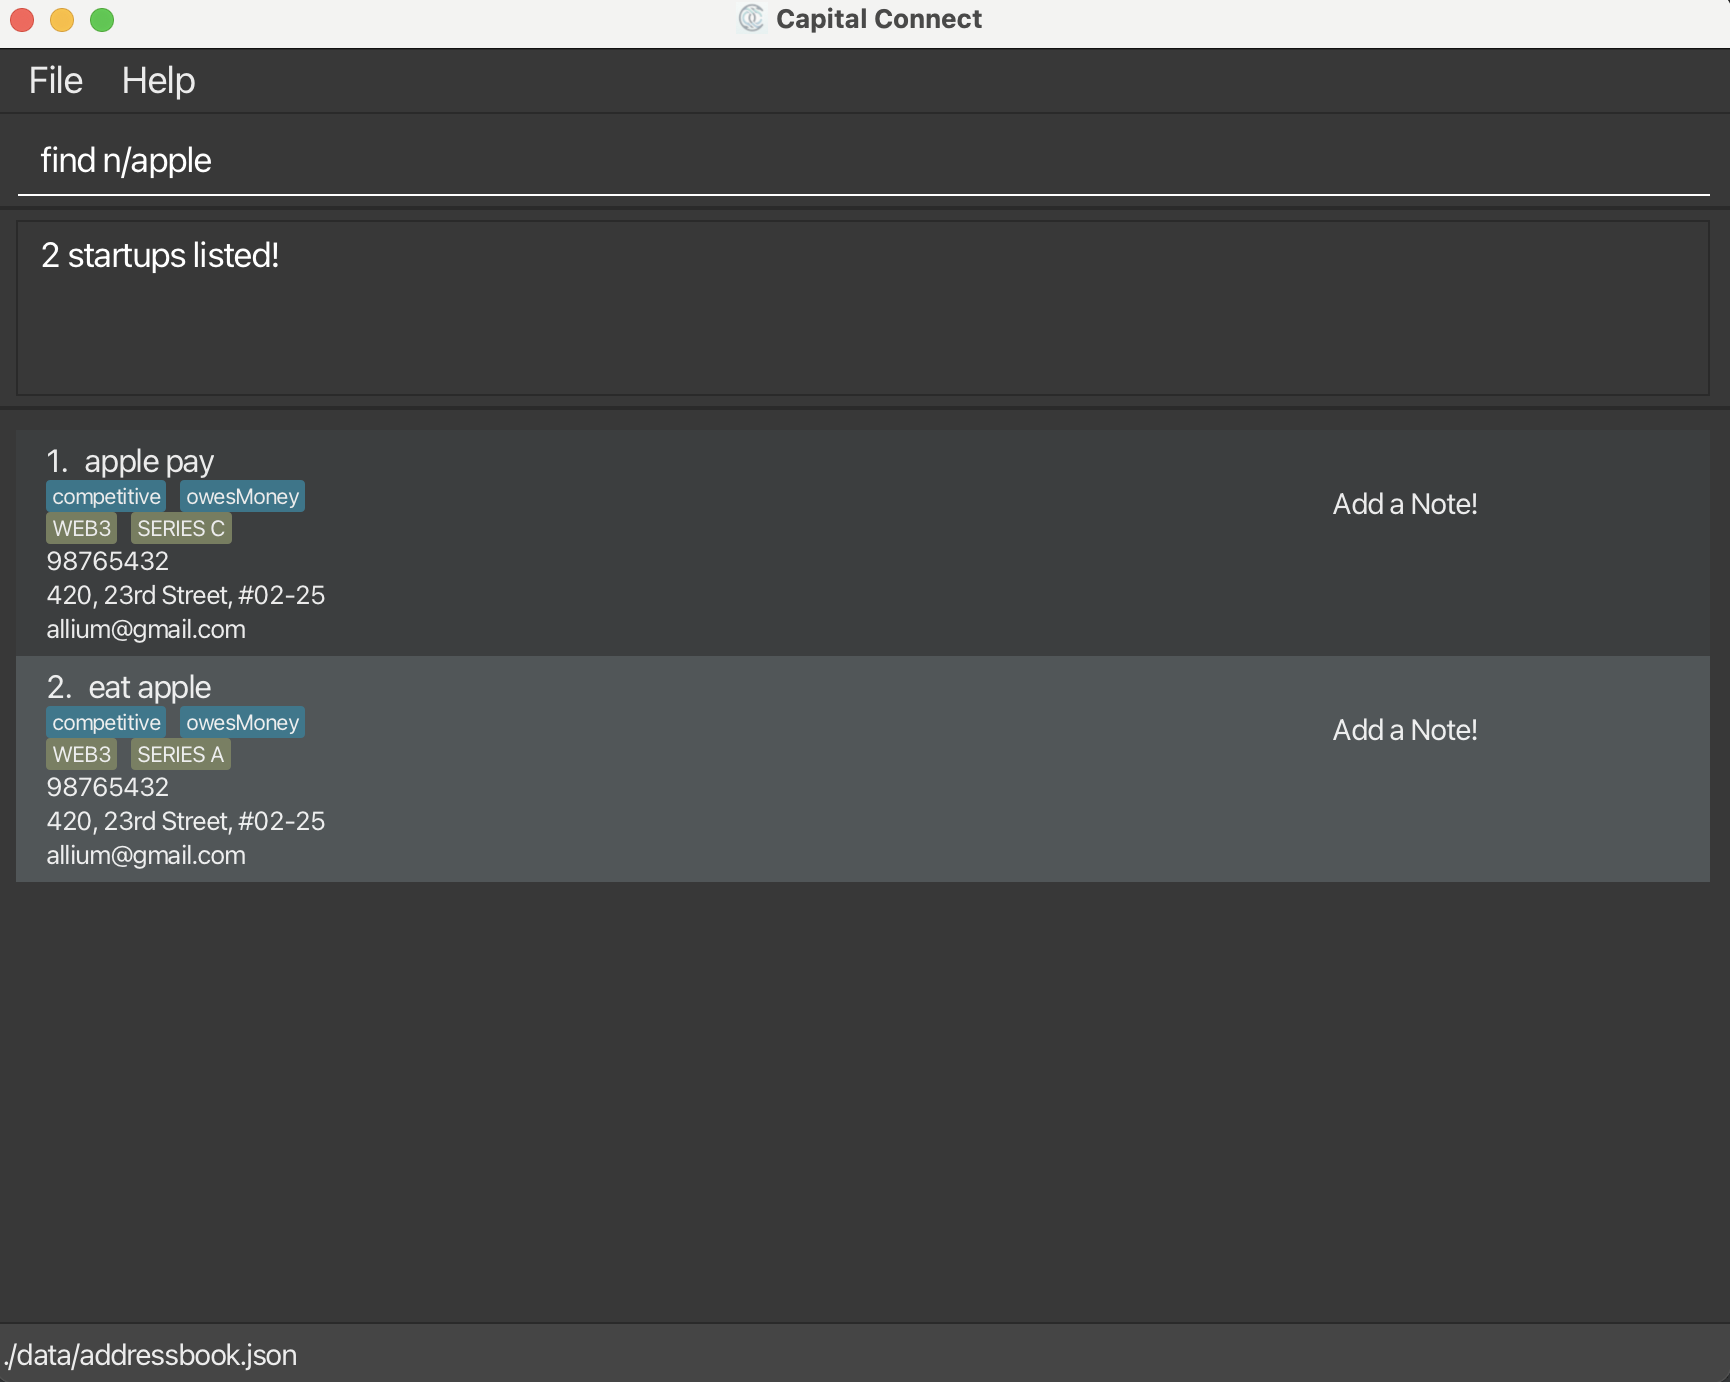 Capital Connect
File Help
find n/apple
2 startups listed!
1. apple pay
competitive owesMoney
WEB3 SERIES C
98765432
420, 23rd Street, #02-25
allium@gmail.com
Add a Note!
2. eat apple
competitive owesMoney
WEB3 SERIES A
98765432
420, 23rd Street, #02-25
allium@gmail.com
Add a Note!
./data/addressbook.json